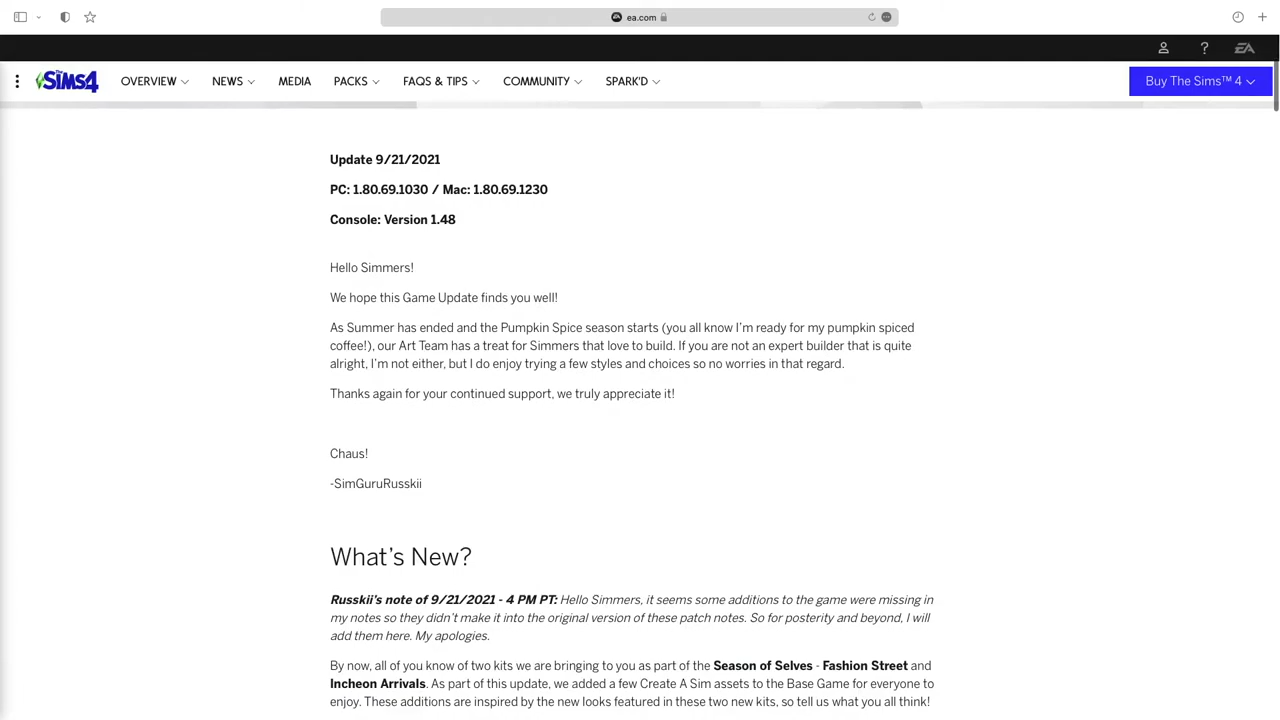 ea.com
EA
The Sims 4
OVERVIEW NEWS MEDIA PACKS FAQS & TIPS COMMUNITY SPARK'D
Buy The Sims™ 4
Update 9/21/2021
PC: 1.80.69.1030 / Mac: 1.80.69.1230
Console: Version 1.48
Hello Simmers!
We hope this Game Update finds you well!
As Summer has ended and the Pumpkin Spice season starts (you all know I'm ready for my pumpkin spiced
coffee!), our Art Team has a treat for Simmers that love to build. If you are not an expert builder that is quite
alright, I'm not either, but I do enjoy trying a few styles and choices so no worries in that regard.
Thanks again for your continued support, we truly appreciate it!
Chaus!
-SimGuruRusskii
What's New?
Russkii's note of 9/21/2021 - 4 PM PT: Hello Simmers, it seems some additions to the game were missing in
my notes so they didn't make it into the original version of these patch notes. So for posterity and beyond, I will
add them here. My apologies.
By now, all of you know of two kits we are bringing to you as part of the Season of Selves - Fashion Street and
Incheon Arrivals. As part of this update, we added a few Create A Sim assets to the Base Game for everyone to
enjoy. These additions are inspired by the new looks featured in these two new kits, so tell us what you all think!